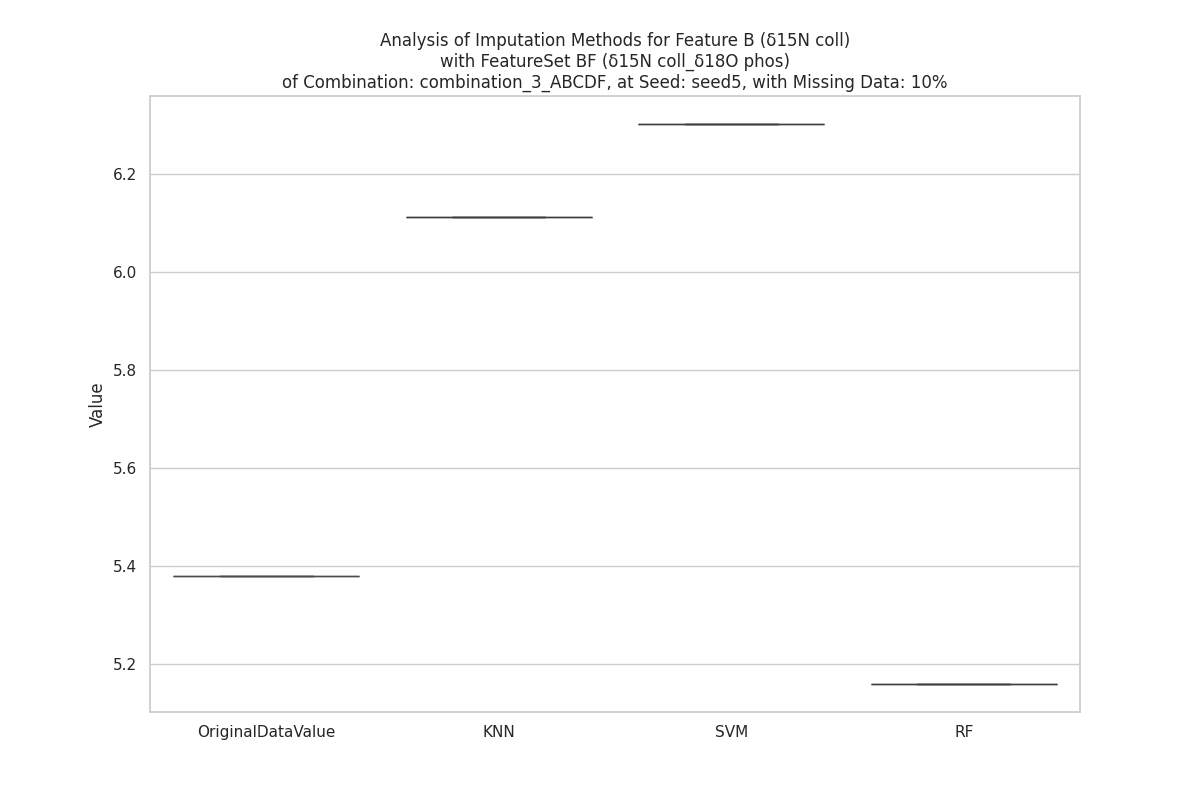 Analysis of Imputation Methods for Feature B (δ15N coll)
with FeatureSet BF (δ15N coll_δ18O phos)
of Combination: combination_3_ABCDF, at Seed: seed5, with Missing Data: 10%
6.2
6.0
5.8
5.6
5.4
5.2
Value
OriginalDataValue
KNN
SVM
RF